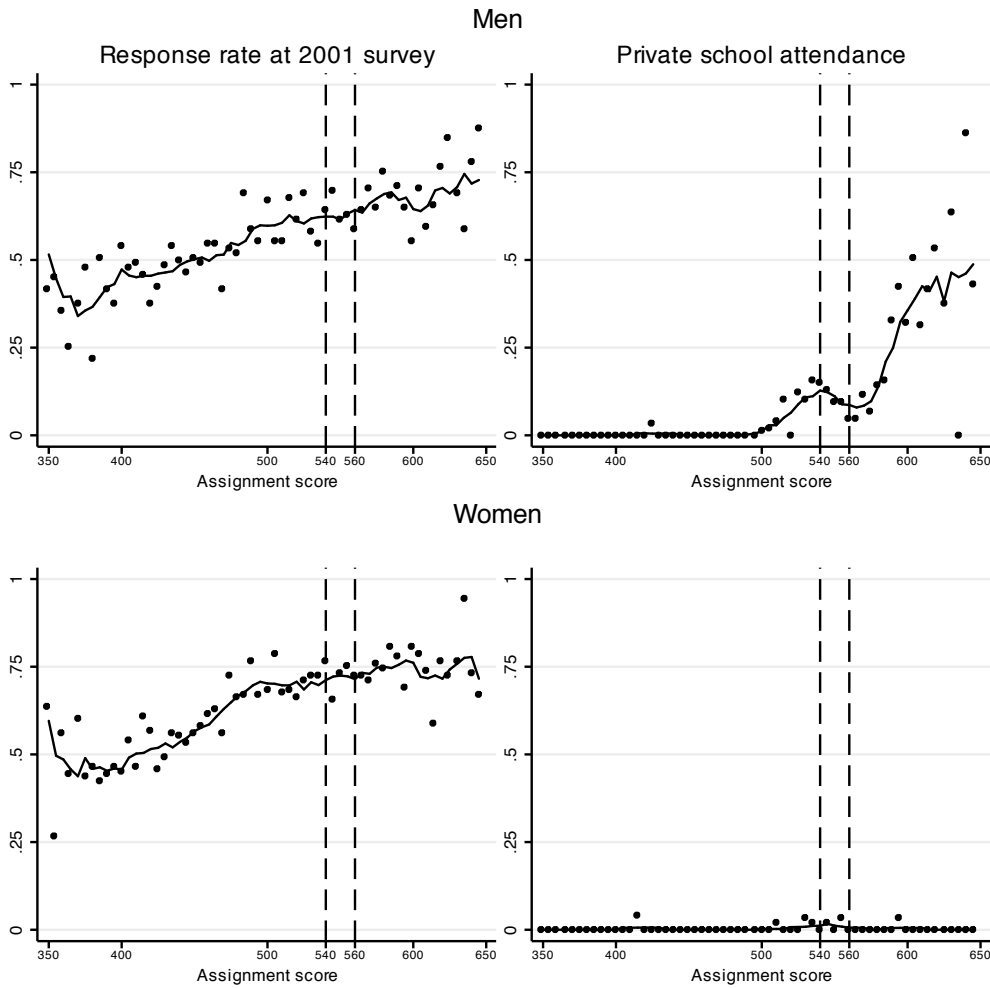 Men
Response rate at 2001 survey
Private school attendance
1
.75
.5
.25
0
350 400 500 540 560 600 650
Assignment score
1
.75
.5
.25
0
350 400 500 540 560 600 650
Assignment score
Women
1
.75
.5
.25
0
350 400 500 540 560 600 650
Assignment score
1
.75
.5
.25
0
350 400 500 540 560 600 650
Assignment score